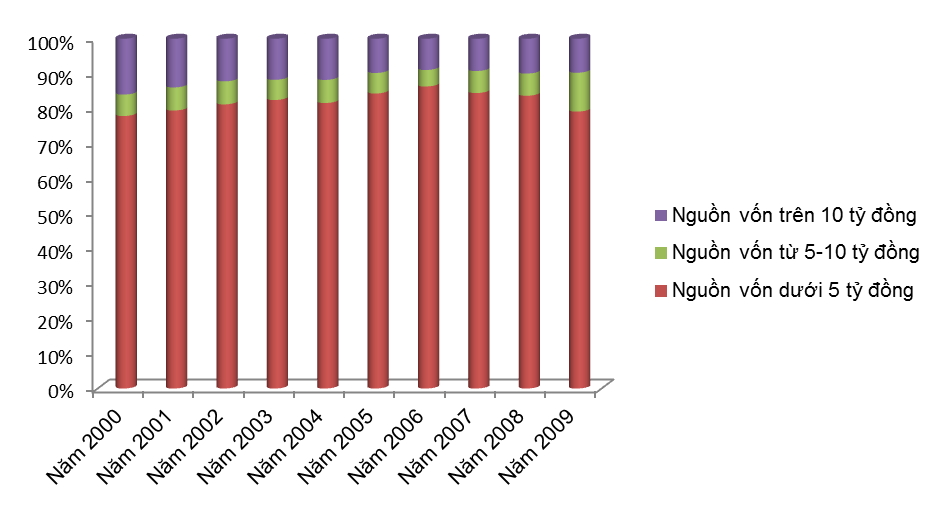 100%
90%
80%
70%
60%
50%
40%
30%
20%
10%
0%
Năm 2000
Năm 2001
Năm 2002
Năm 2003
Năm 2004
Năm 2005
Năm 2006
Năm 2007
Năm 2008
Năm 2009
Nguồn vốn trên 10 tỷ đồng
Nguồn vốn từ 5-10 tỷ đồng
Nguồn vốn dưới 5 tỷ đồng